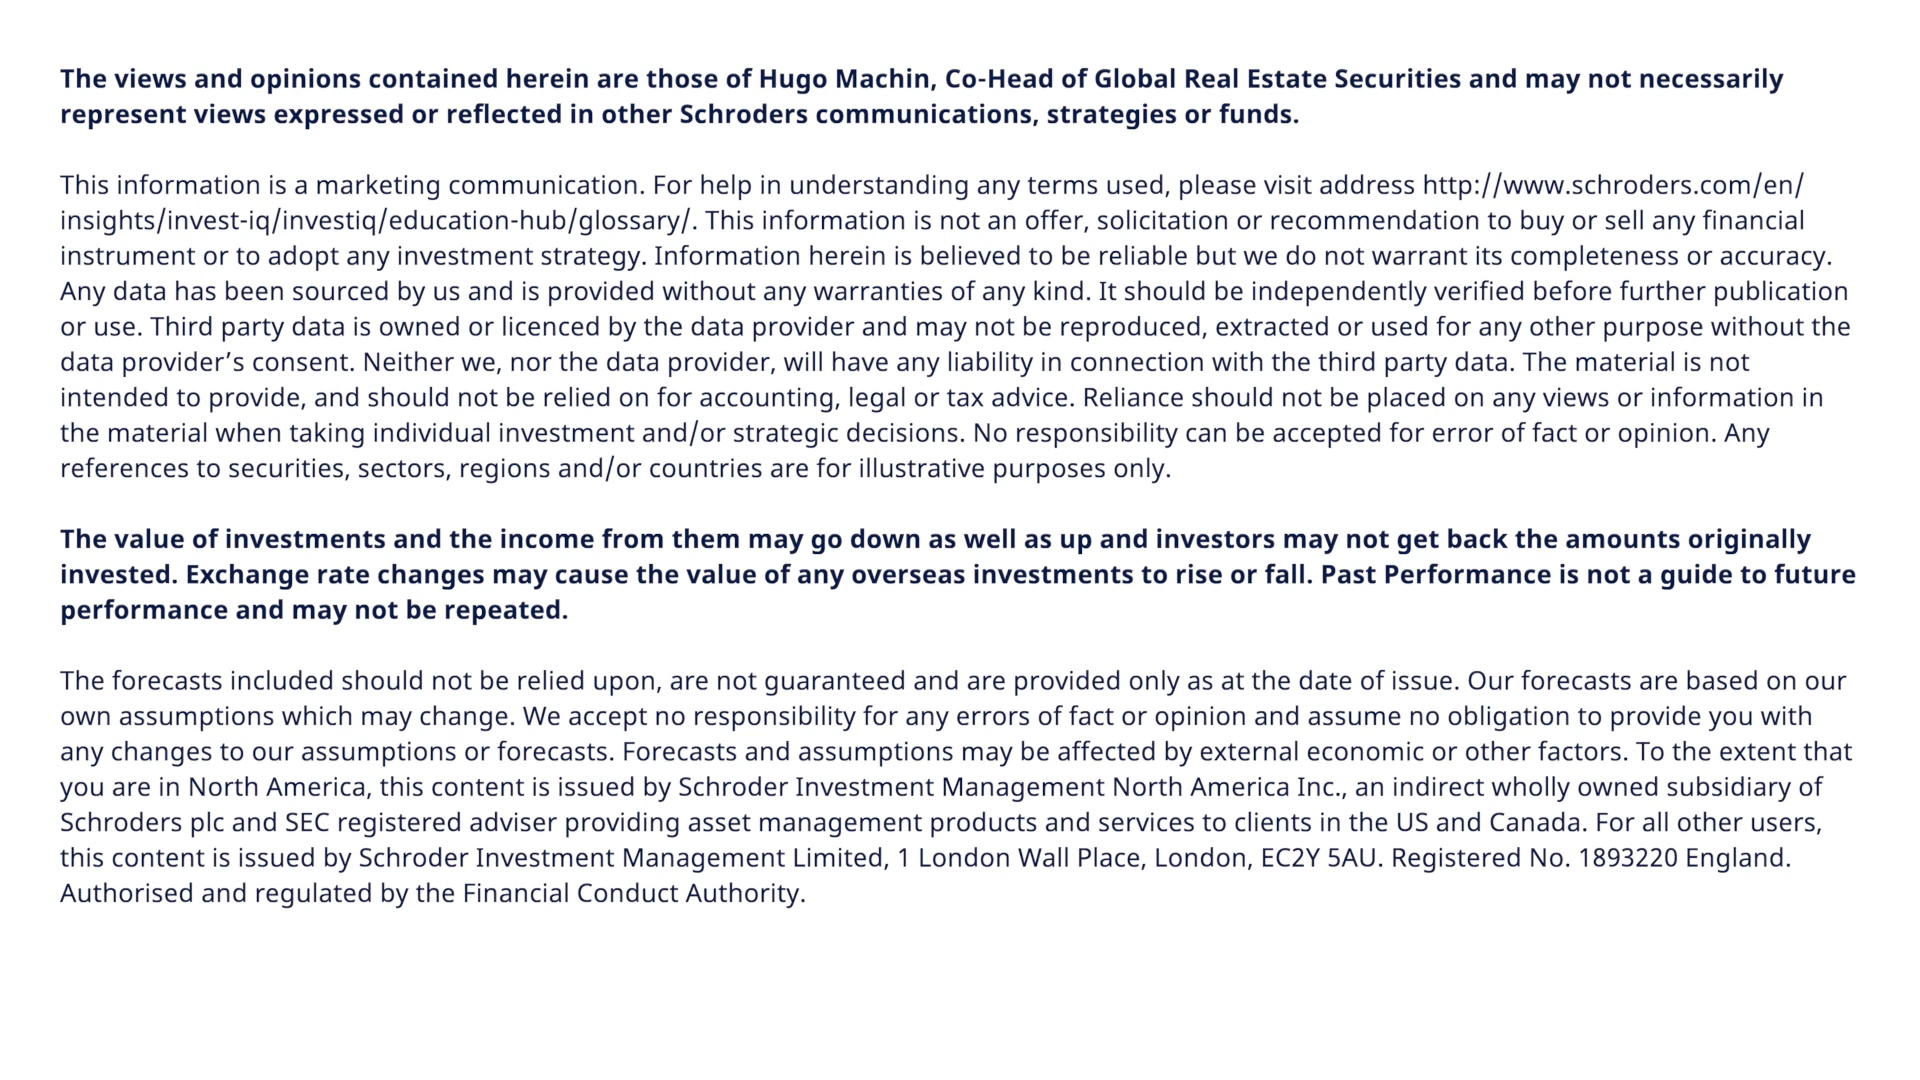 The views and opinions contained herein are those of Hugo Machin, Co-Head of Global Real Estate Securities and may not necessarily
represent views expressed or reflected in other Schroders communications, strategies or funds.
This information is a marketing communication. For help in understanding any terms used, please visit address http://www.schroders.com/en/
insights/invest-iq/investiq/education-hub/glossary/. This information is not an offer, solicitation or recommendation to buy or sell any financial
instrument or to adopt any investment strategy. Information herein is believed to be reliable but we do not warrant its completeness or accuracy.
Any data has been sourced by us and is provided without any warranties of any kind. It should be independently verified before further publication
or use. Third party data is owned or licenced by the data provider and may not be reproduced, extracted or used for any other purpose without the
data provider’s consent. Neither we, nor the data provider, will have any liability in connection with the third party data. The material is not
intended to provide, and should not be relied on for accounting, legal or tax advice. Reliance should not be placed on any views or information in
the material when taking individual investment and/or strategic decisions. No responsibility can be accepted for error of fact or opinion. Any
references to securities, sectors, regions and/or countries are for illustrative purposes only.
The value of investments and the income from them may go down as well as up and investors may not get back the amounts originally
invested. Exchange rate changes may cause the value of any overseas investments to rise or fall. Past Performance is not a guide to future
performance and may not be repeated.
The forecasts included should not be relied upon, are not guaranteed and are provided only as at the date of issue. Our forecasts are based on our
own assumptions which may change. We accept no responsibility for any errors of fact or opinion and assume no obligation to provide you with
any changes to our assumptions or forecasts. Forecasts and assumptions may be affected by external economic or other factors. To the extent that
you are in North America, this content is issued by Schroder Investment Management North America Inc., an indirect wholly owned subsidiary of
Schroders plc and SEC registered adviser providing asset management products and services to clients in the US and Canada. For all other users,
this content is issued by Schroder Investment Management Limited, 1 London Wall Place, London, EC2Y 5AU. Registered No. 1893220 England.
Authorised and regulated by the Financial Conduct Authority.